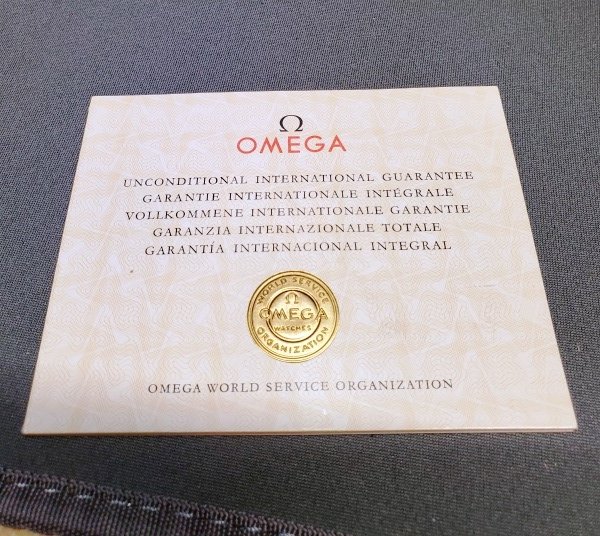 Ω
OMEGA
UNCONDITIONAL INTERNATIONAL GUARANTEE
GARANTIE INTERNATIONALE INTÉGRALE
VOLLKOMMENE INTERNATIONALE GARANTIE
GARANZIA INTERNAZIONALE TOTALE
GARANTÍA INTERNACIONAL INTEGRAL
WORLD SERVICE
Ω
OMEGA
WATCHES
ORGANIZATION
OMEGA WORLD SERVICE ORGANIZATION